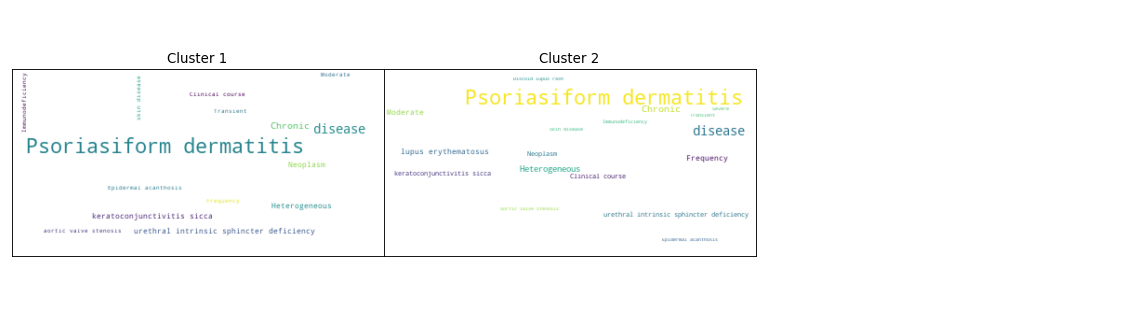 Cluster 1
Moderate
Immunodeficiency
skin disease
Clinical course
Transient
Chronic
disease
Psoriasiform dermatitis
Neoplasm
Epidermal acanthosis
Frequency
Heterogeneous
keratoconjunctivitis sicca
aortic valve stenosis
urethral intrinsic sphincter deficiency
Cluster 2
Psoriasiform dermatitis
Chronic
Severe
Moderate
Transient
Immunodeficiency
skin disease
disease
lupus erythematosus
Neoplasm
Frequency
Heterogeneous
keratoconjunctivitis sicca
Clinical course
aortic valve stenosis
urethral intrinsic sphincter deficiency
Epidermal acanthosis